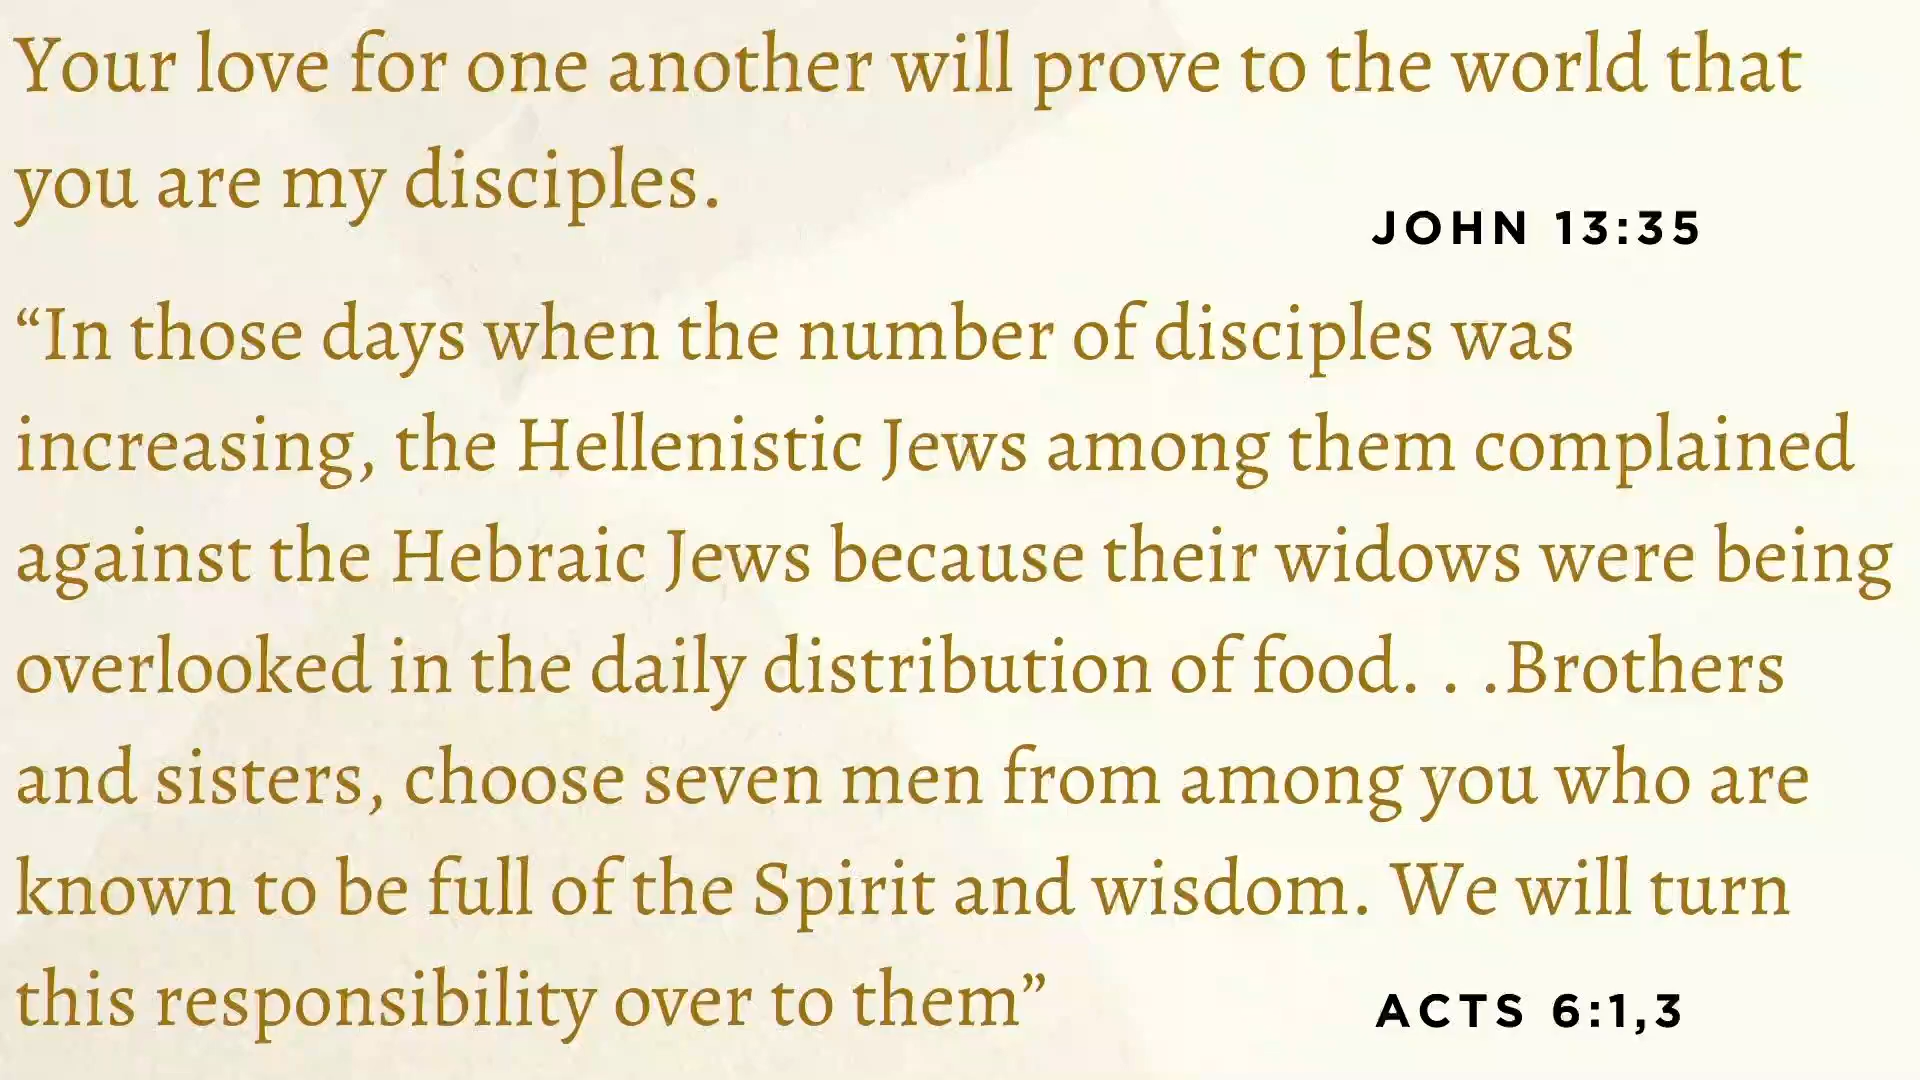 Your love for one another will prove to the world that
you are my disciples.
JOHN 13:35
“In those days when the number of disciples was
increasing, the Hellenistic Jews among them complained
against the Hebraic Jews because their widows were being
overlooked in the daily distribution of food. . .Brothers
and sisters, choose seven men from among you who are
known to be full of the Spirit and wisdom. We will turn
this responsibility over to them”
ACTS 6:1,3